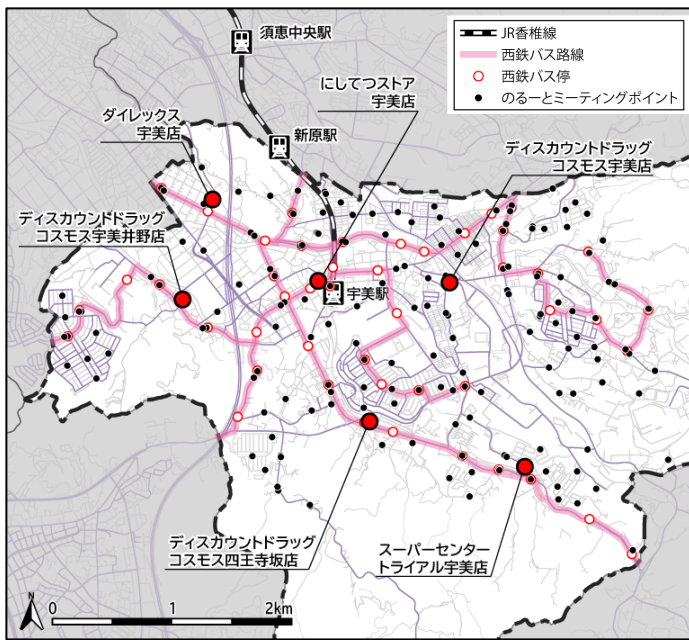 須恵中央駅
JR香椎線
西鉄バス路線
西鉄バス停
のるーとミーティングポイント
にしてつストア
宇美店
ダイレックス
宇美店
新原駅
ディスカウントドラッグ
コスモス宇美店
ディスカウントドラッグ
コスモス宇美井野店
宇美駅
ディスカウントドラッグ
コスモス四王寺坂店
スーパーセンター
トライアル宇美店
N
0 1 2km